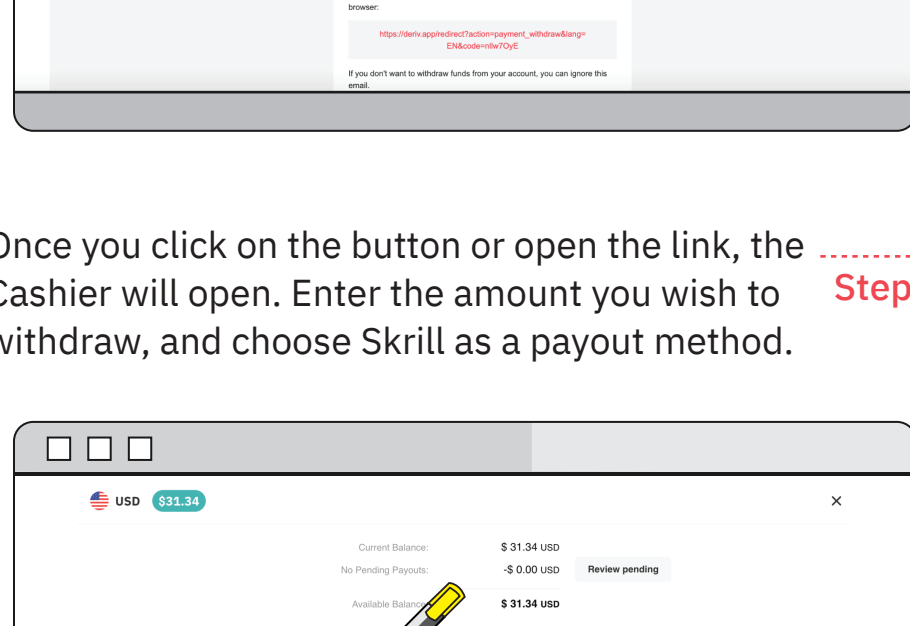 browser:
https://deriv.app/redirect?action=payment_withdraw&lang=
EN&code=nllw7OyE
If you don't want to withdraw funds from your account, you can ignore this
email.
Once you click on the button or open the link, the
Cashier will open. Enter the amount you wish to
Step
withdraw, and choose Skrill as a payout method.
USD $31.34
Current Balance: $ 31.34 USD
No Pending Payouts: -$ 0.00 USD Review pending
Available Balance $ 31.34 USD